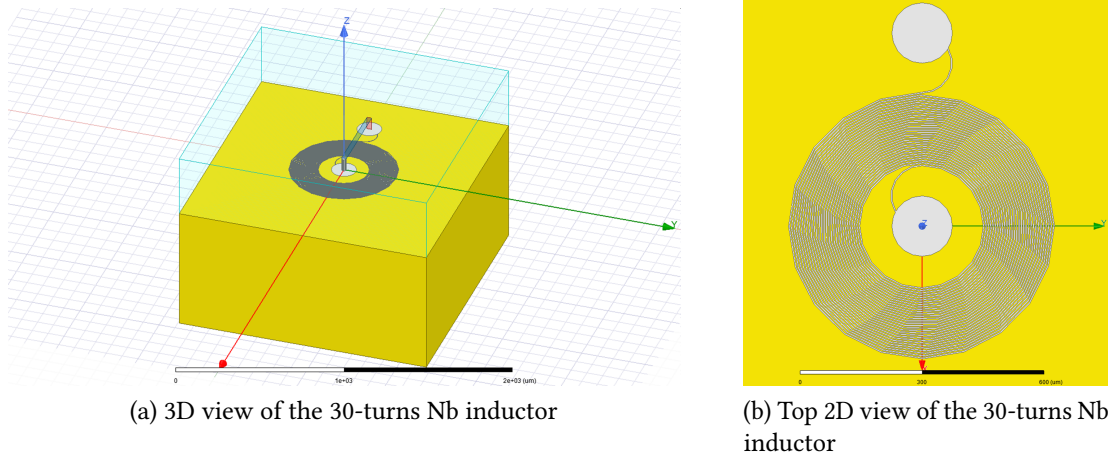 Z
Y
0
1e+03
2e+03 (um)
(a) 3D view of the 30-turns Nb inductor
Z
Y
0
300
600 (um)
(b) Top 2D view of the 30-turns Nb
inductor